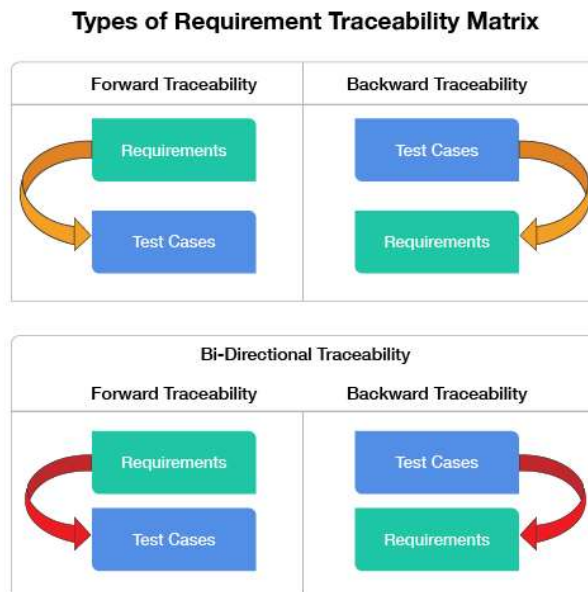 Types of Requirement Traceability Matrix
Forward Traceability
Backward Traceability
Requirements
Test Cases
Test Cases
Requirements
Bi-Directional Traceability
Forward Traceability
Backward Traceability
Requirements
Test Cases
Test Cases
Requirements